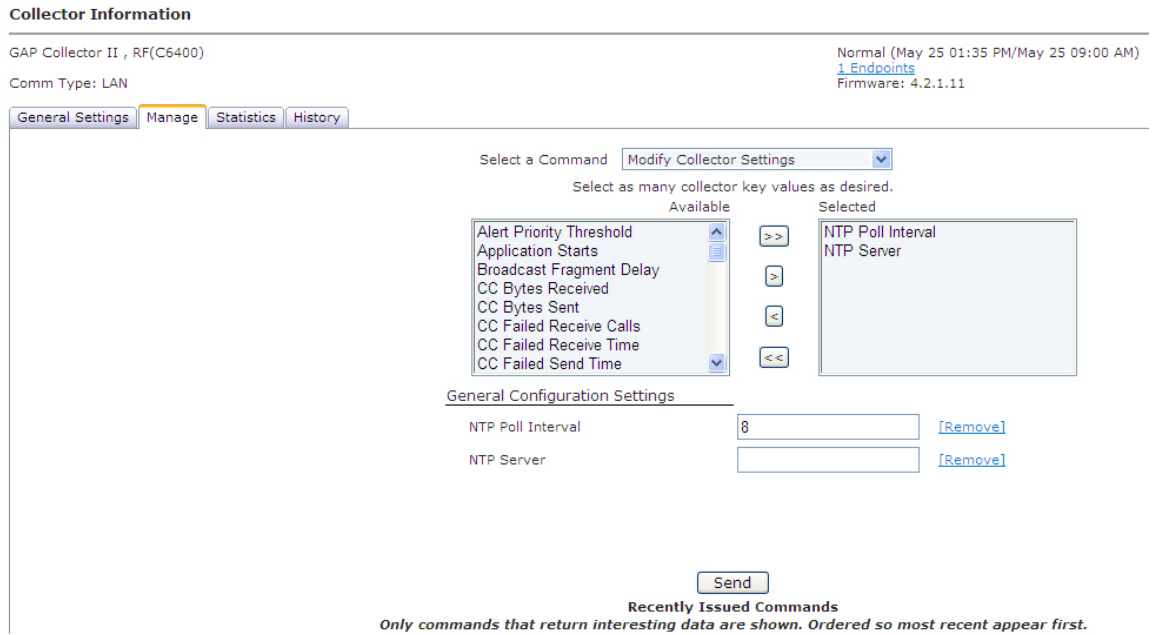 Collector Information
GAP Collector II , RF(C6400)
Normal (May 25 01:35 PM/May 25 09:00 AM)
1 Endpoints
Comm Type: LAN
Firmware: 4.2.1.11
General Settings Manage Statistics History
Select a Command Modify Collector Settings
Select as many collector key values as desired.
Available Selected
Alert Priority Threshold
Application Starts
Broadcast Fragment Delay
CC Bytes Received
CC Bytes Sent
CC Failed Receive Calls
CC Failed Receive Time
CC Failed Send Time
>>
>
<
<<
NTP Poll Interval
NTP Server
General Configuration Settings
NTP Poll Interval 8 [Remove]
NTP Server [Remove]
Send
Recently Issued Commands
Only commands that return interesting data are shown. Ordered so most recent appear first.